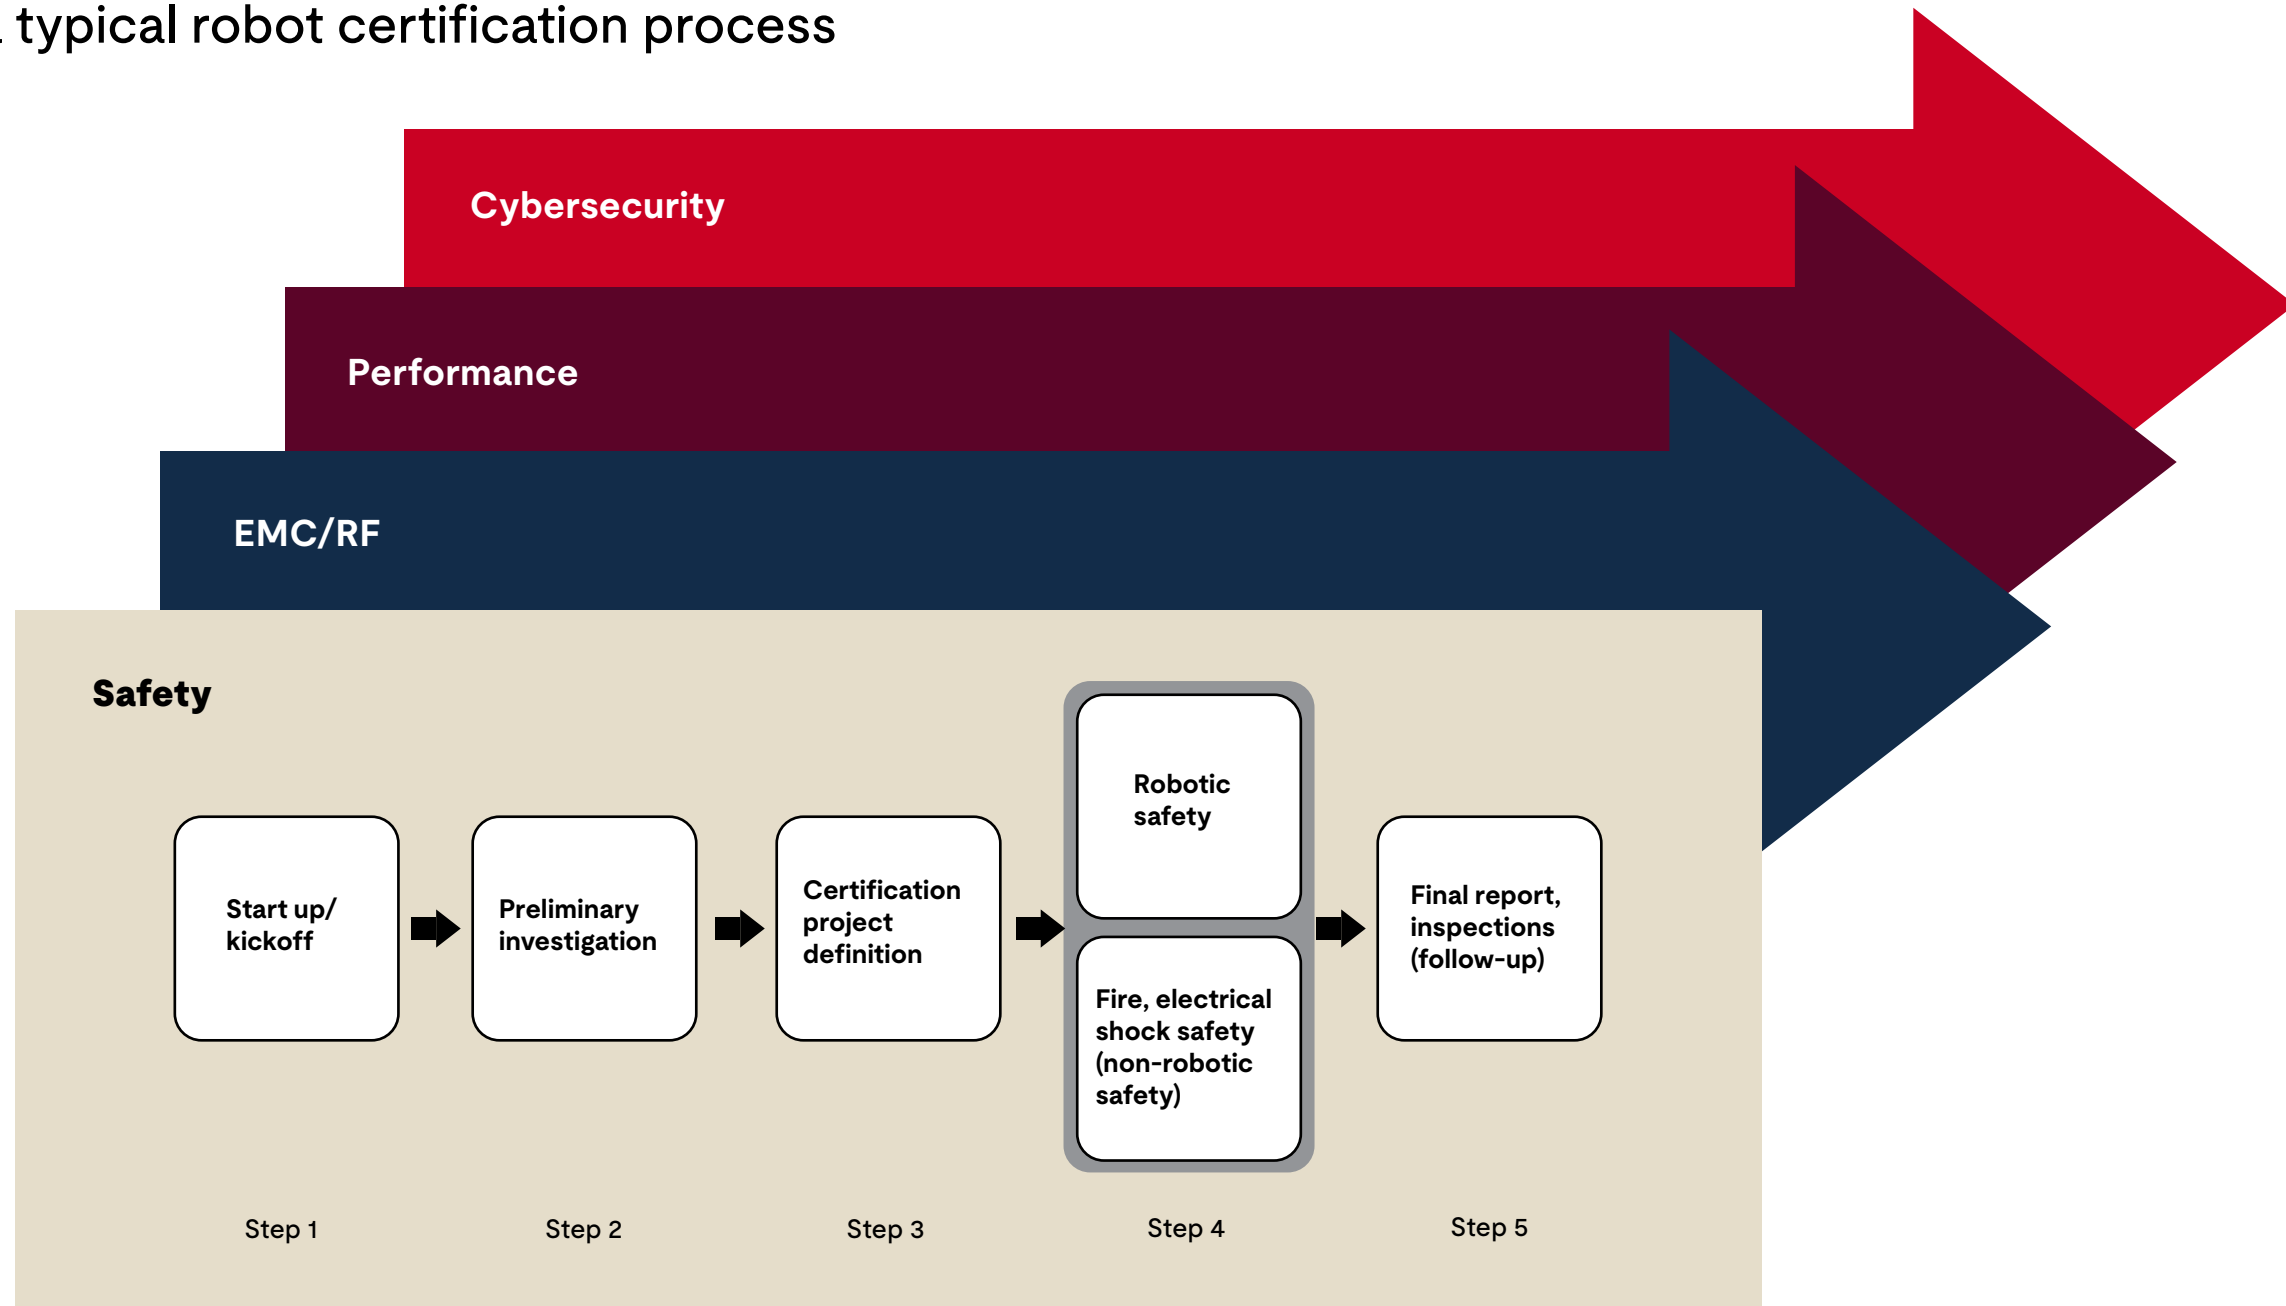 typical robot certification process
Cybersecurity
Performance
EMC/RF
Safety
Start up/
kickoff
Preliminary
investigation
Certification
project
definition
Robotic
safety
Fire, electrical
shock safety
(non-robotic
safety)
Final report,
inspections
(follow-up)
Step 1
Step 2
Step 3
Step 4
Step 5